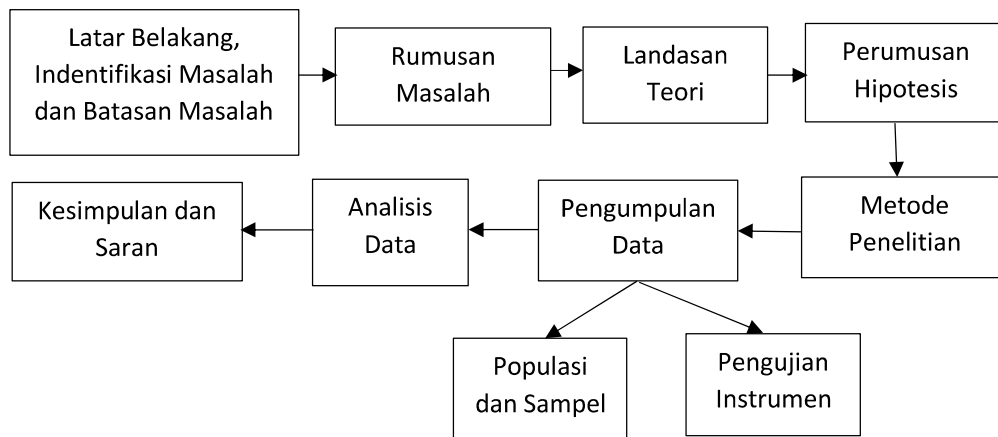 Latar Belakang,
Indentifikasi Masalah
dan Batasan Masalah
Rumusan
Masalah
Landasan
Teori
Perumusan
Hipotesis
Metode
Penelitian
Pengumpulan
Data
Analisis
Data
Kesimpulan dan
Saran
Populasi
dan Sampel
Pengujian
Instrumen